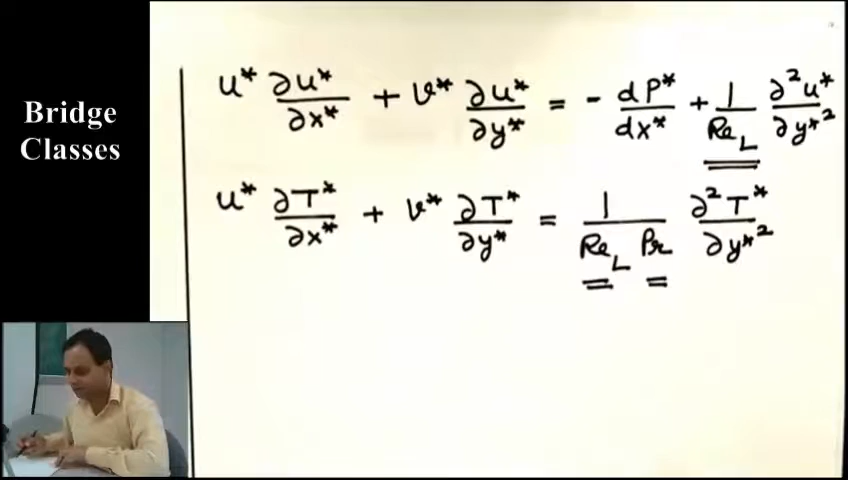 Bridge
Classes
u* ∂u*/∂x* + v* ∂u*/∂y* = - dP*/dx* + 1/Re_L ∂²u*/∂y*²
u* ∂T*/∂x* + v* ∂T*/∂y* = 1/(Re_L Pr) ∂²T*/∂y*²